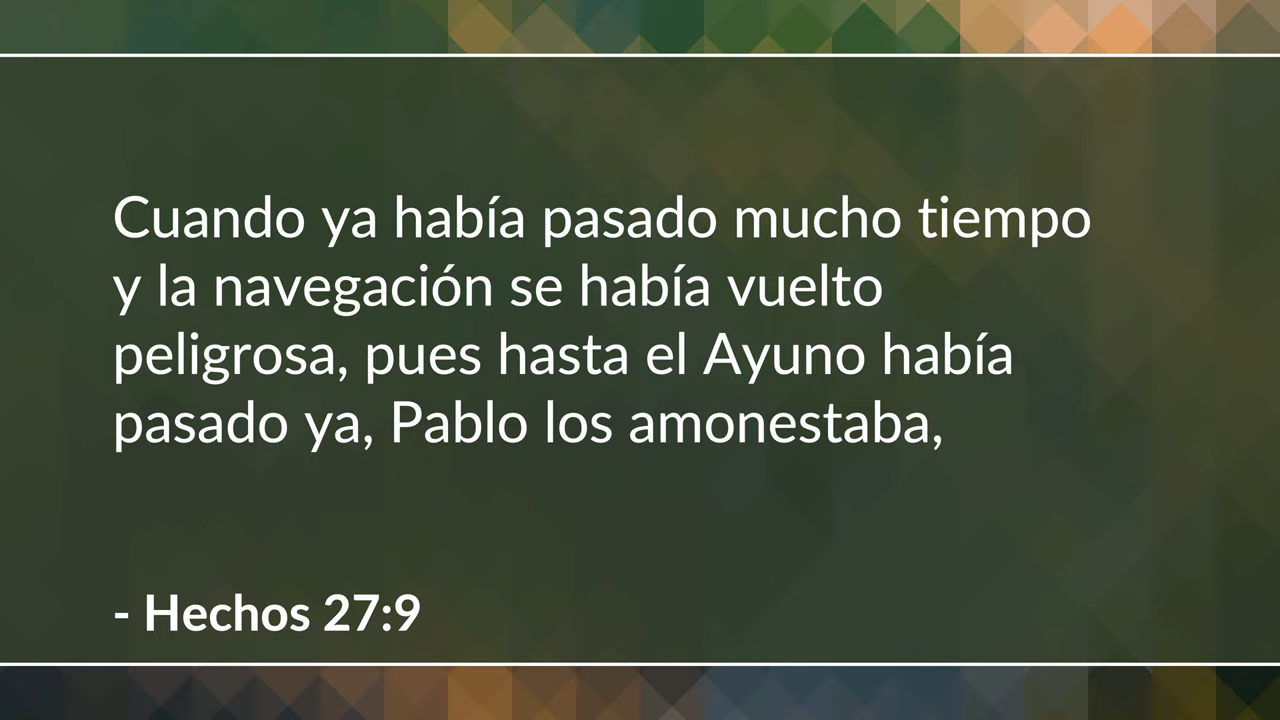 Cuando ya había pasado mucho tiempo
y la navegación se había vuelto
peligrosa, pues hasta el Ayuno había
pasado ya, Pablo los amonestaba,
- Hechos 27:9